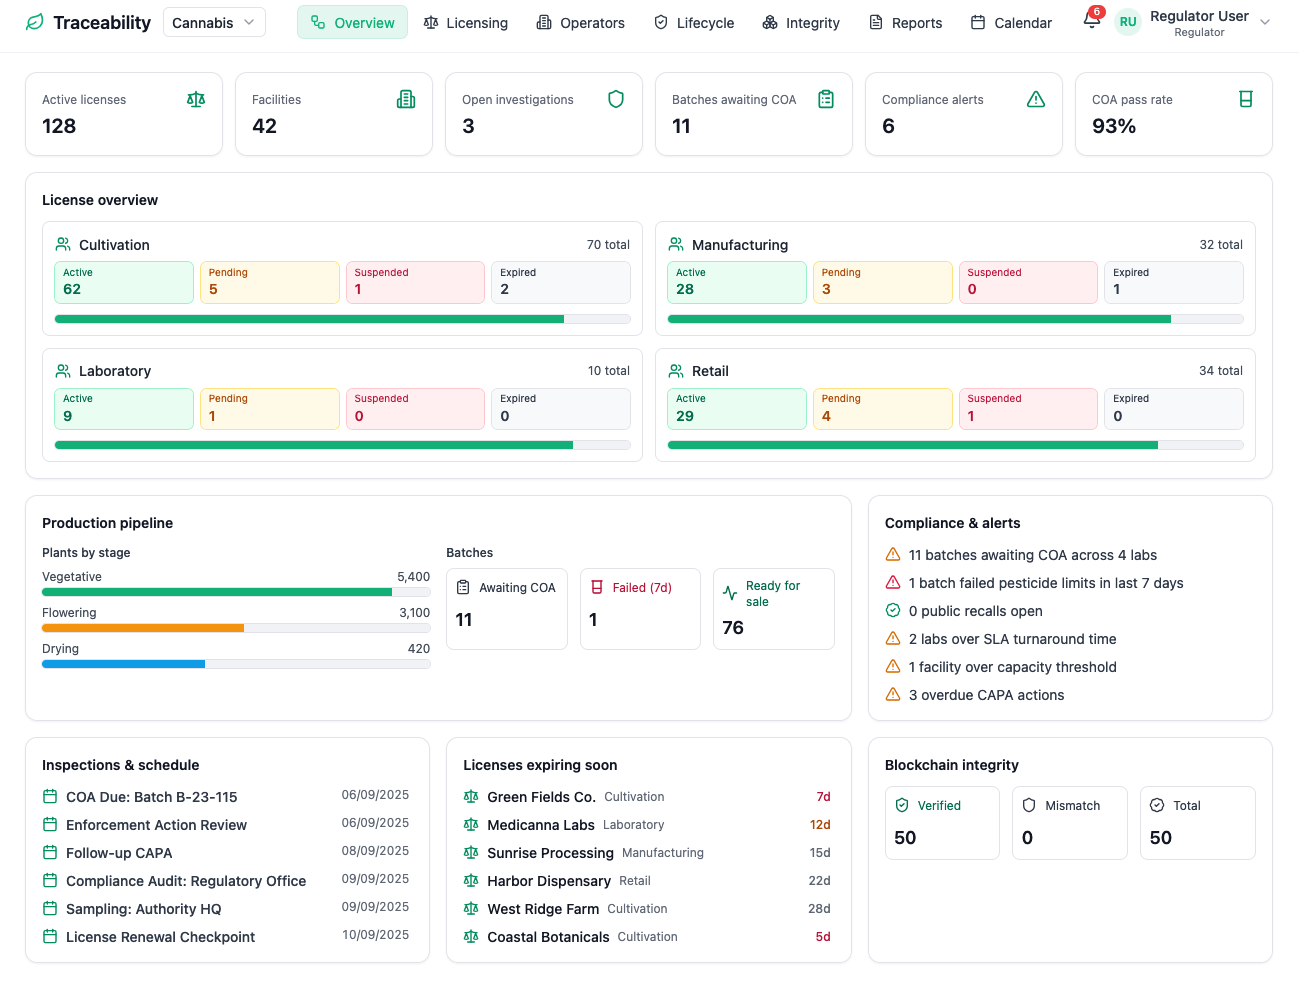 Traceability
Cannabis
Overview
Licensing
Operators
Lifecycle
Integrity
Reports
Calendar
6
RU
Regulator User
Regulator
Active licenses
128
Facilities
42
Open investigations
3
Batches awaiting COA
11
Compliance alerts
6
COA pass rate
93%
License overview
Cultivation
70 total
Active
62
Pending
5
Suspended
1
Expired
2
Manufacturing
32 total
Active
28
Pending
3
Suspended
0
Expired
1
Laboratory
10 total
Active
9
Pending
1
Suspended
0
Expired
0
Retail
34 total
Active
29
Pending
4
Suspended
1
Expired
0
Production pipeline
Plants by stage
Vegetative 5,400
Flowering 3,100
Drying 420
Batches
Awaiting COA
11
Failed (7d)
1
Ready for
sale
76
Compliance & alerts
11 batches awaiting COA across 4 labs
1 batch failed pesticide limits in last 7 days
0 public recalls open
2 labs over SLA turnaround time
1 facility over capacity threshold
3 overdue CAPA actions
Inspections & schedule
COA Due: Batch B-23-115 06/09/2025
Enforcement Action Review 06/09/2025
Follow-up CAPA 08/09/2025
Compliance Audit: Regulatory Office 09/09/2025
Sampling: Authority HQ 09/09/2025
License Renewal Checkpoint 10/09/2025
Licenses expiring soon
Green Fields Co. Cultivation 7d
Medicanna Labs Laboratory 12d
Sunrise Processing Manufacturing 15d
Harbor Dispensary Retail 22d
West Ridge Farm Cultivation 28d
Coastal Botanicals Cultivation 5d
Blockchain integrity
Verified
50
Mismatch
0
Total
50